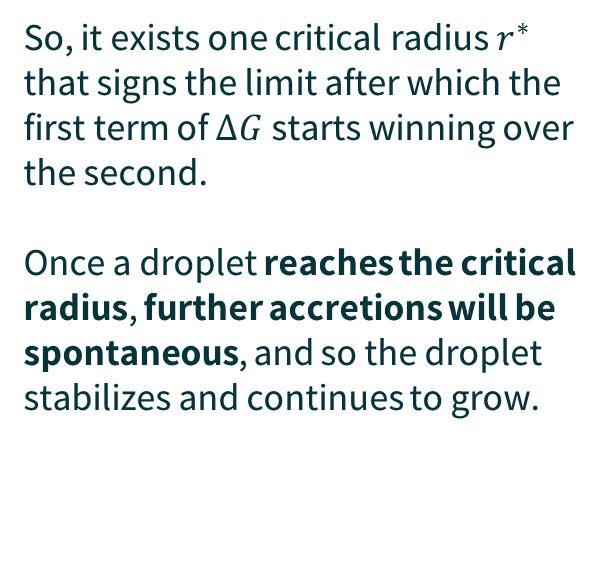 So, it exists one critical radius r*
that signs the limit after which the
first term of ΔG starts winning over
the second.
Once a droplet reaches the critical
radius, further accretions will be
spontaneous, and so the droplet
stabilizes and continues to grow.